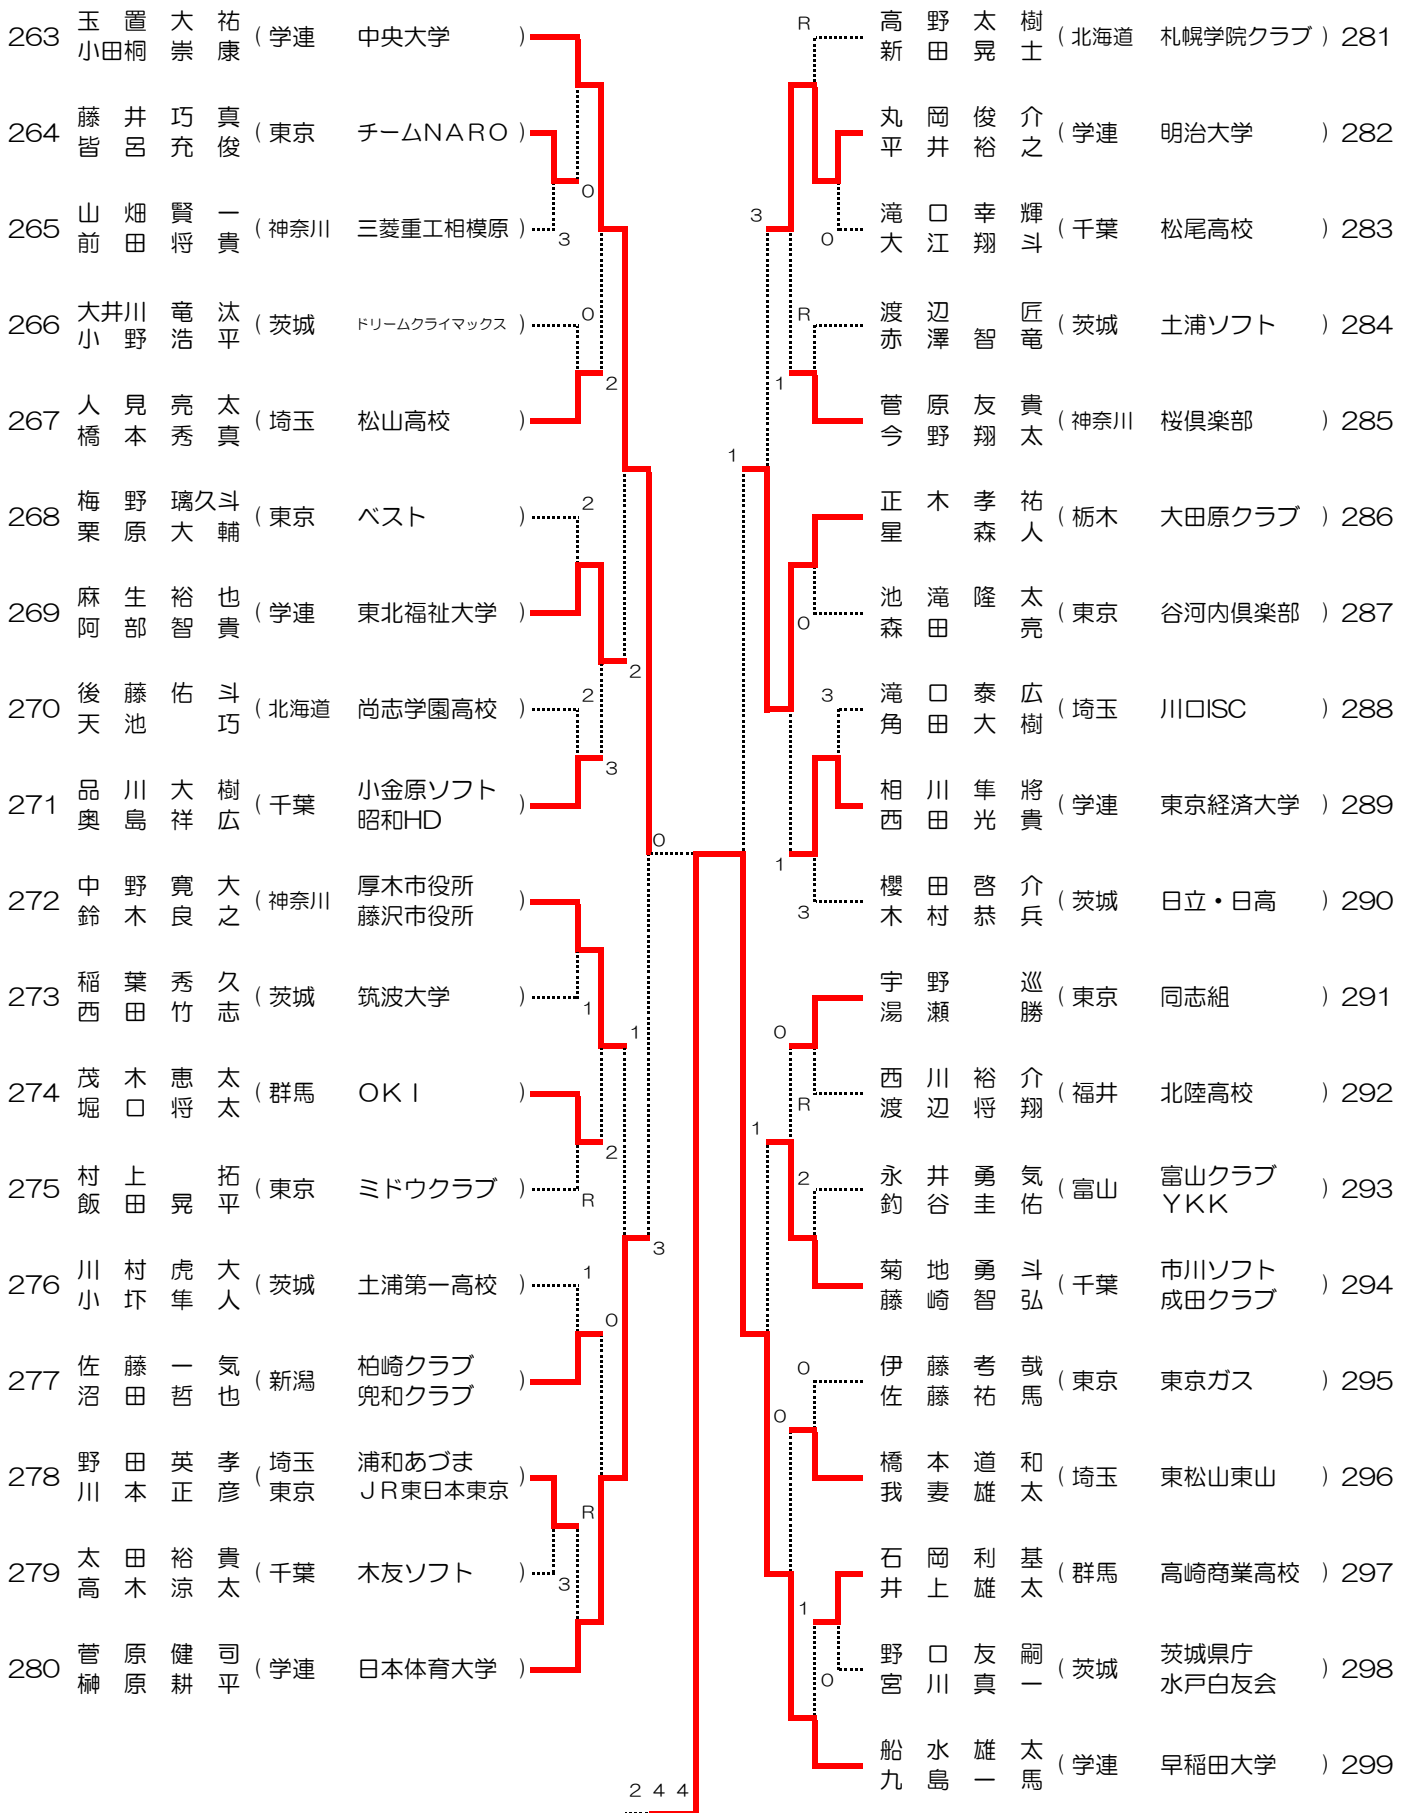 263 玉置大祐 小田桐崇康 (学連 中央大学)
0
264 藤井巧真 皆呂充俊 (東京 チームNARO)
3
265 山畑賢一 前田将貴 (神奈川 三菱重工相模原)
0
266 大井川竜汰 小野浩平 (茨城 ドリームクライマックス)
2
267 人見亮太 橋本秀真 (埼玉 松山高校)
2
268 梅野璃久斗 栗原大輔 (東京 ベスト)
269 麻生裕也 阿部智貴 (学連 東北福祉大学)
2
2
270 後藤佑斗 天池巧 (北海道 尚志学園高校)
3
271 品川大樹 奥島祥広 (千葉 小金原ソフト 昭和HD)
0
272 中野寛大 鈴木良之 (神奈川 厚木市役所 藤沢市役所)
273 稲葉秀久 西田竹志 (茨城 筑波大学)
1
1
274 茂木恵太 堀口将太 (群馬 OKI)
2
275 村上拓 飯田晃平 (東京 ミドウクラブ)
R
3
1
276 川村虎大 小圷隼人 (茨城 土浦第一高校)
0
277 佐藤一気 沼田哲也 (新潟 柏崎クラブ 兜和クラブ)
278 野田英孝 川本正彦 (埼玉 東京 浦和あづま JR東日本東京)
R
279 太田裕貴 高木涼太 (千葉 木友ソフト)
3
280 菅原健司 榊原耕平 (学連 日本体育大学)
244
R
高野太樹 新田晃士 (北海道 札幌学院クラブ) 281
丸岡俊介 平井裕之 (学連 明治大学) 282
3
0
滝口幸輝 大江翔斗 (千葉 松尾高校) 283
R
渡辺匠 赤澤智竜 (茨城 土浦ソフト) 284
1
菅原友貴 今野翔太 (神奈川 桜倶楽部) 285
1
正木孝祐 星森人 (栃木 大田原クラブ) 286
池滝隆太 森田亮 (東京 谷河内倶楽部) 287
0
3
滝口泰広 角田大樹 (埼玉 川口ISC) 288
相川隼將 西田光貴 (学連 東京経済大学) 289
1
櫻田啓介 木村恭兵 (茨城 日立・日高) 290
3
宇野巡 湯瀬勝 (東京 同志組) 291
0
西川裕介 渡辺将翔 (福井 北陸高校) 292
R
1
2
永井勇気 釣谷圭佑 (富山 富山クラブ YKK) 293
菊地勇斗 藤崎智弘 (千葉 市川ソフト 成田クラブ) 294
0
伊藤考哉 佐藤祐馬 (東京 東京ガス) 295
0
橋本道和 我妻雄太 (埼玉 東松山東山) 296
石岡利基 井上雄太 (群馬 高崎商業高校) 297
1
野口友嗣 宮川真一 (茨城 茨城県庁 水戸白友会) 298
0
船水雄太 九島一馬 (学連 早稲田大学) 299